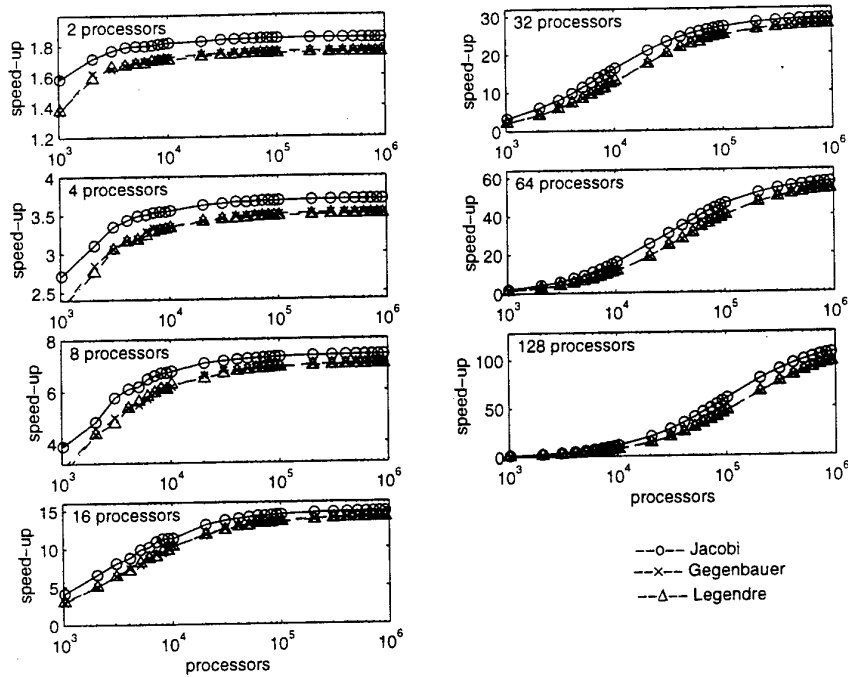 2 processors
speed-up
1.8
1.6
1.4
1.2
10^3
10^4
10^5
10^6
4 processors
speed-up
4
3.5
3
2.5
10^3
10^4
10^5
10^6
8 processors
speed-up
8
6
4
10^3
10^4
10^5
10^6
16 processors
speed-up
15
10
5
0
10^3
10^4
10^5
10^6
processors
32 processors
speed-up
30
20
10
0
10^3
10^4
10^5
10^6
64 processors
speed-up
60
40
20
0
10^3
10^4
10^5
10^6
128 processors
speed-up
100
50
0
10^3
10^4
10^5
10^6
processors
Jacobi
Gegenbauer
Legendre